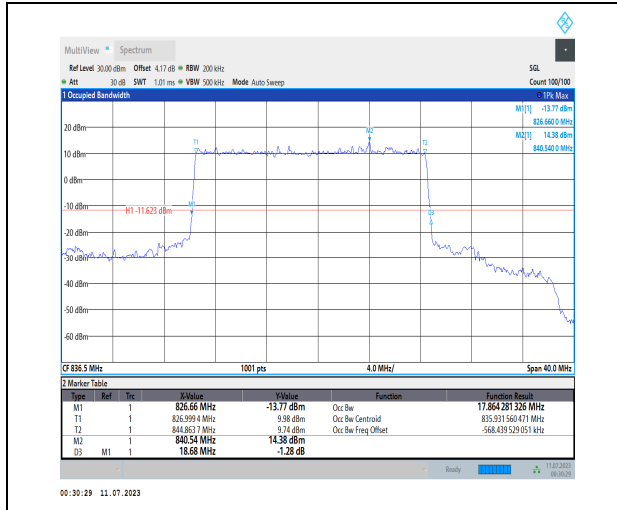 MultiView Spectrum
Ref Level 30.00 dBm Offset 4.17 dB RBW 200 kHz SGL
Att 30 dB SWT 1.01 ms VBW 500 kHz Mode Auto Sweep Count 100/100
1 Occupied Bandwidth 1Pk Max
M1[1] -13.77 dBm
826.660 0 MHz
M2[1] 14.38 dBm
840.540 0 MHz
20 dBm
M2
T1 T2
10 dBm
0 dBm
-10 dBm
M1
H1 -11.623 dBm
D3
-20 dBm
-30 dBm
-40 dBm
-50 dBm
-60 dBm
CF 836.5 MHz 1001 pts 4.0 MHz/ Span 40.0 MHz
2 Marker Table
Type Ref Trc X-Value Y-Value Function Function Result
M1 1 826.66 MHz -13.77 dBm Occ Bw 17.864 281 326 MHz
T1 1 826.999 4 MHz 9.98 dBm Occ Bw Centroid 835.931 560 471 MHz
T2 1 844.863 7 MHz 9.74 dBm Occ Bw Freq Offset -568.439 529 051 kHz
M2 1 840.54 MHz 14.38 dBm
D3 M1 1 18.68 MHz -1.28 dB
Ready 11.07.2023
00:30:29
00:30:29 11.07.2023